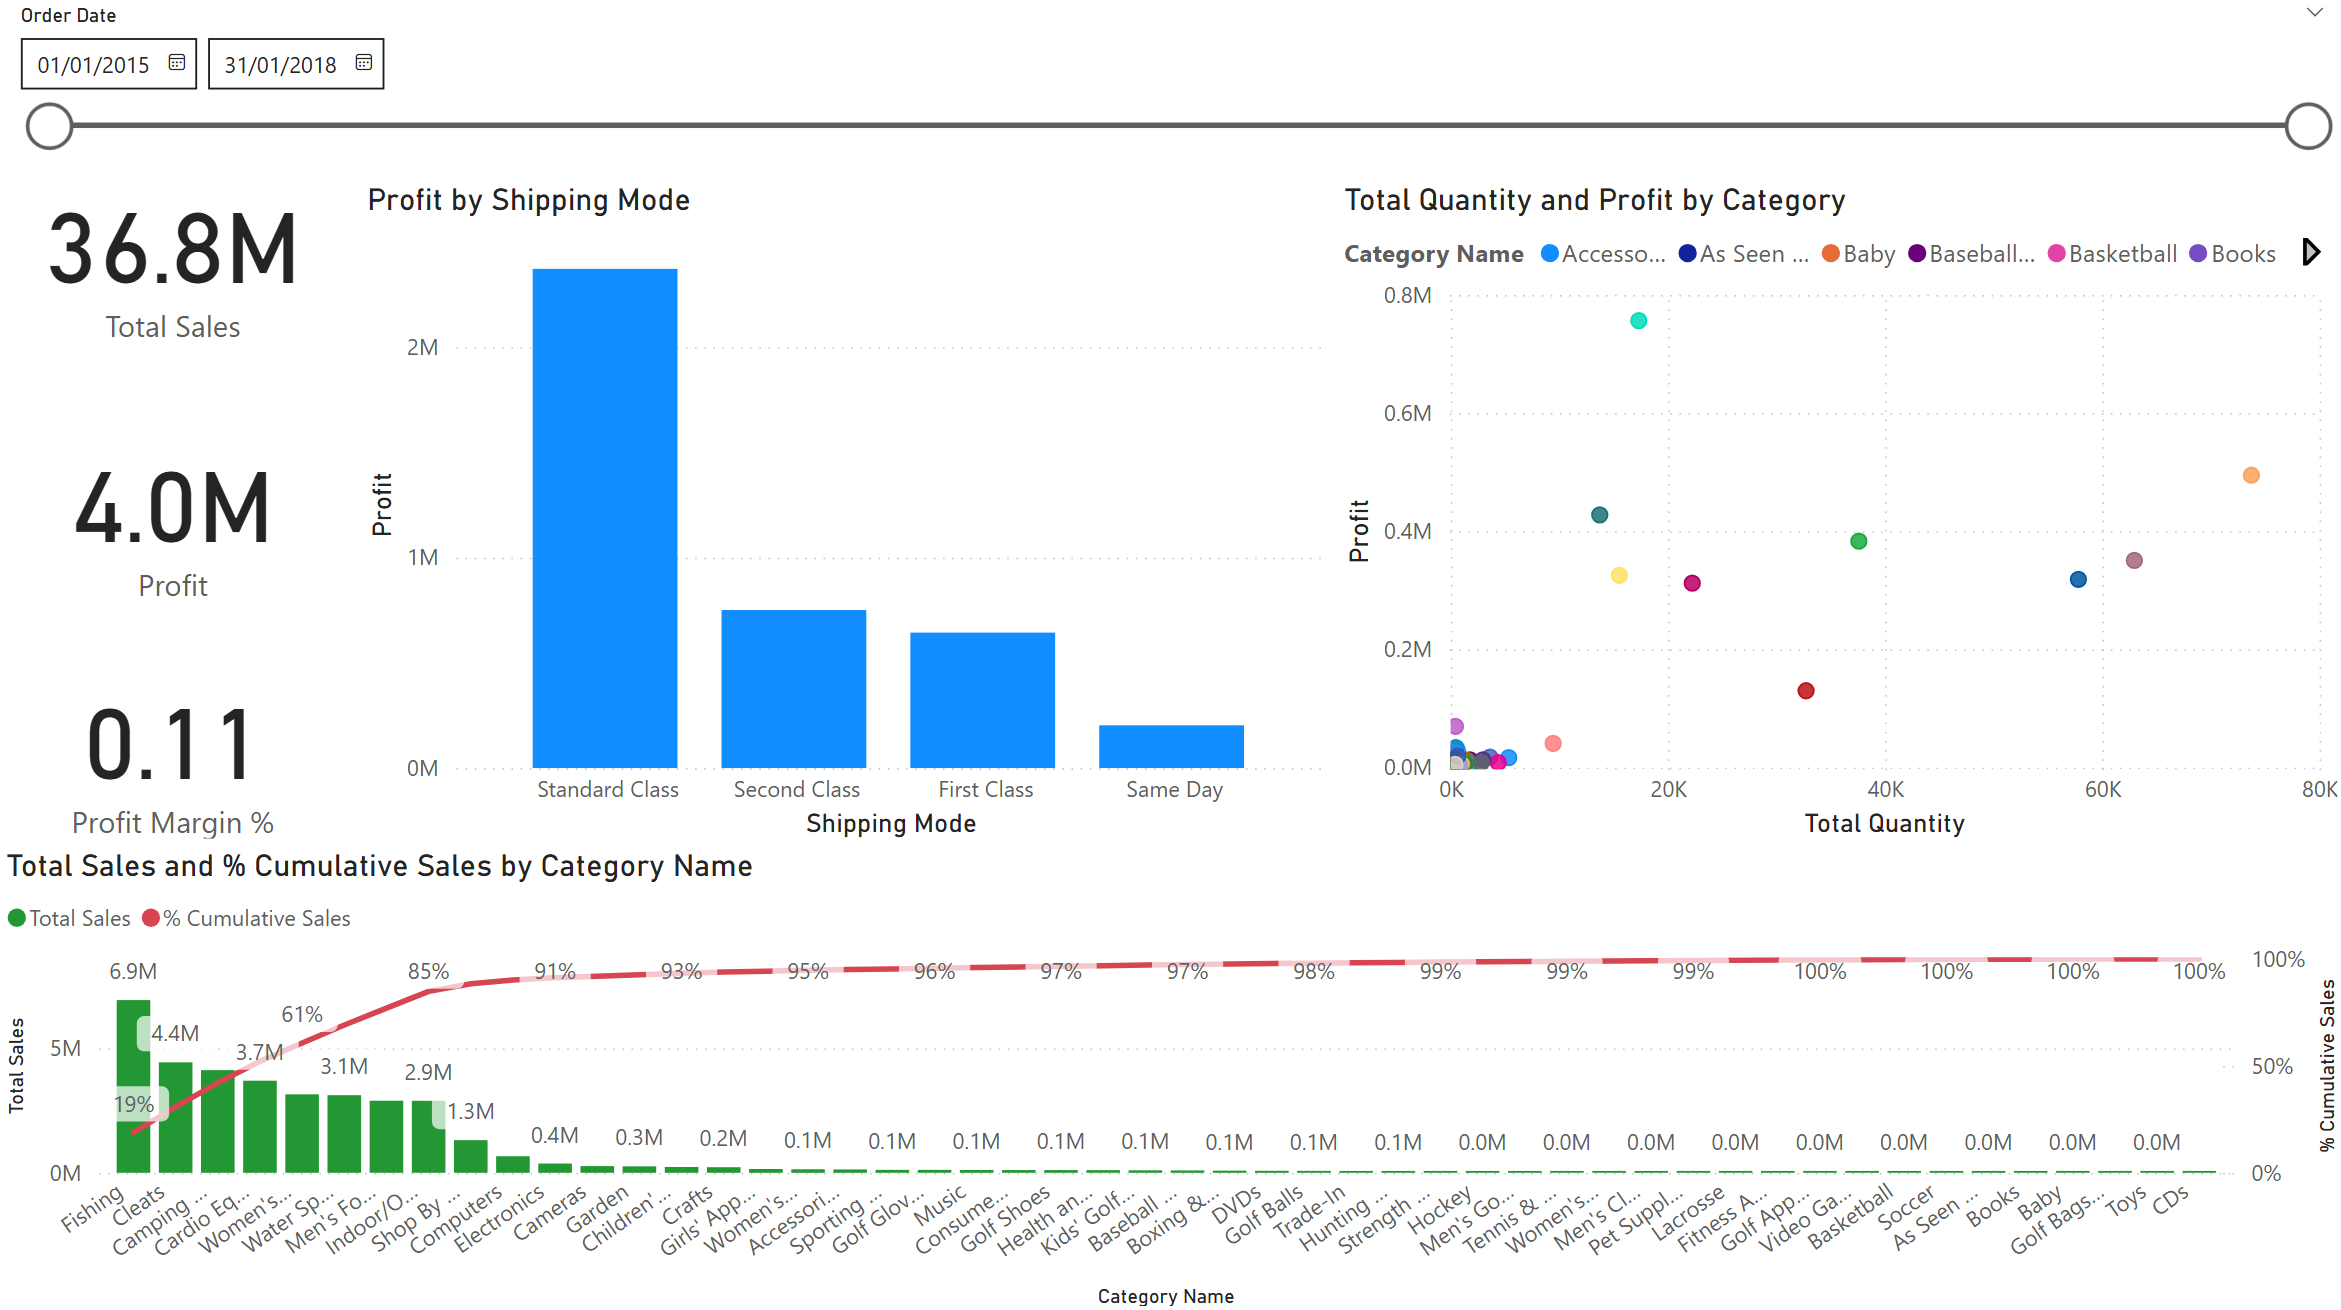 Order Date
01/01/2015 31/01/2018
36.8M
Total Sales
4.0M
Profit
0.11
Profit Margin %
Profit by Shipping Mode
Profit
2M
1M
0M
Standard Class Second Class First Class Same Day
Shipping Mode
Total Quantity and Profit by Category
Category Name Accesso... As Seen ... Baby Baseball... Basketball Books
Profit
0.8M
0.6M
0.4M
0.2M
0.0M
0K 20K 40K 60K 80K
Total Quantity
Total Sales and % Cumulative Sales by Category Name
Total Sales % Cumulative Sales
Total Sales
5M
0M
6.9M 4.4M 3.7M 3.1M 2.9M 1.3M 0.4M 0.3M 0.2M 0.1M 0.1M 0.1M 0.1M 0.1M 0.1M 0.1M 0.1M 0.0M 0.0M 0.0M 0.0M 0.0M 0.0M 0.0M 0.0M 0.0M
19% 61% 85% 91% 93% 95% 96% 97% 97% 98% 99% 99% 99% 100% 100% 100% 100%
100%
50%
0%
% Cumulative Sales
Fishing
Cleats
Camping ...
Cardio Eq...
Women's...
Water Sp...
Men's Fo...
Indoor/O...
Shop By ...
Computers
Electronics
Cameras
Garden
Children'...
Crafts
Girls' App...
Women's...
Accessori...
Sporting ...
Golf Glov...
Music
Consume...
Golf Shoes
Health an...
Kids' Golf...
Baseball ...
Boxing &...
DVDs
Golf Balls
Trade-In
Hunting ...
Strength ...
Hockey
Men's Go...
Tennis & ...
Women's...
Men's Cl...
Pet Suppl...
Lacrosse
Fitness A...
Golf App...
Video Ga...
Basketball
Soccer
As Seen ...
Books
Baby
Golf Bags...
Toys
CDs
Category Name